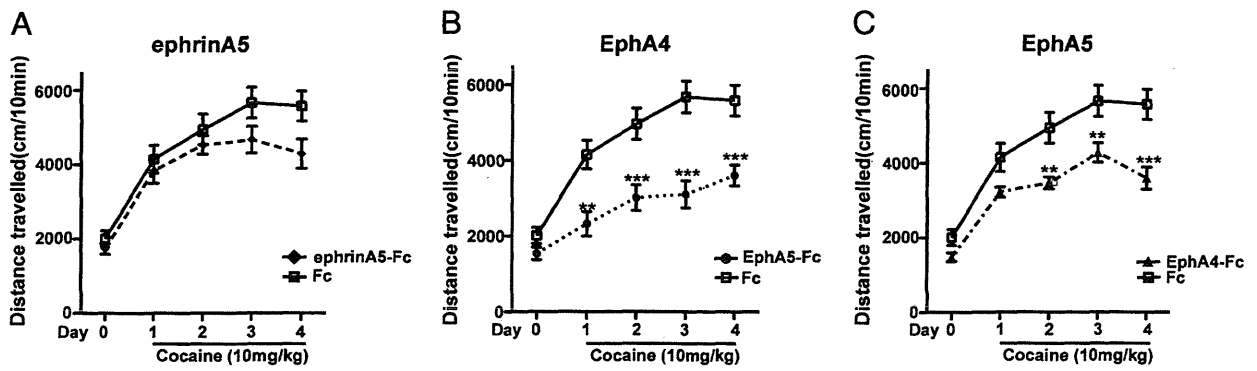 A
ephrinA5
Distance travelled(cm/10min)
6000
4000
2000
0
ephrinA5-Fc
Fc
Day 0 1 2 3 4
Cocaine (10mg/kg)
B
EphA4
Distance travelled(cm/10min)
6000
4000
2000
0
**
***
***
***
EphA5-Fc
Fc
Day 0 1 2 3 4
Cocaine (10mg/kg)
C
EphA5
Distance travelled(cm/10min)
6000
4000
2000
0
**
**
***
EphA4-Fc
Fc
Day 0 1 2 3 4
Cocaine (10mg/kg)